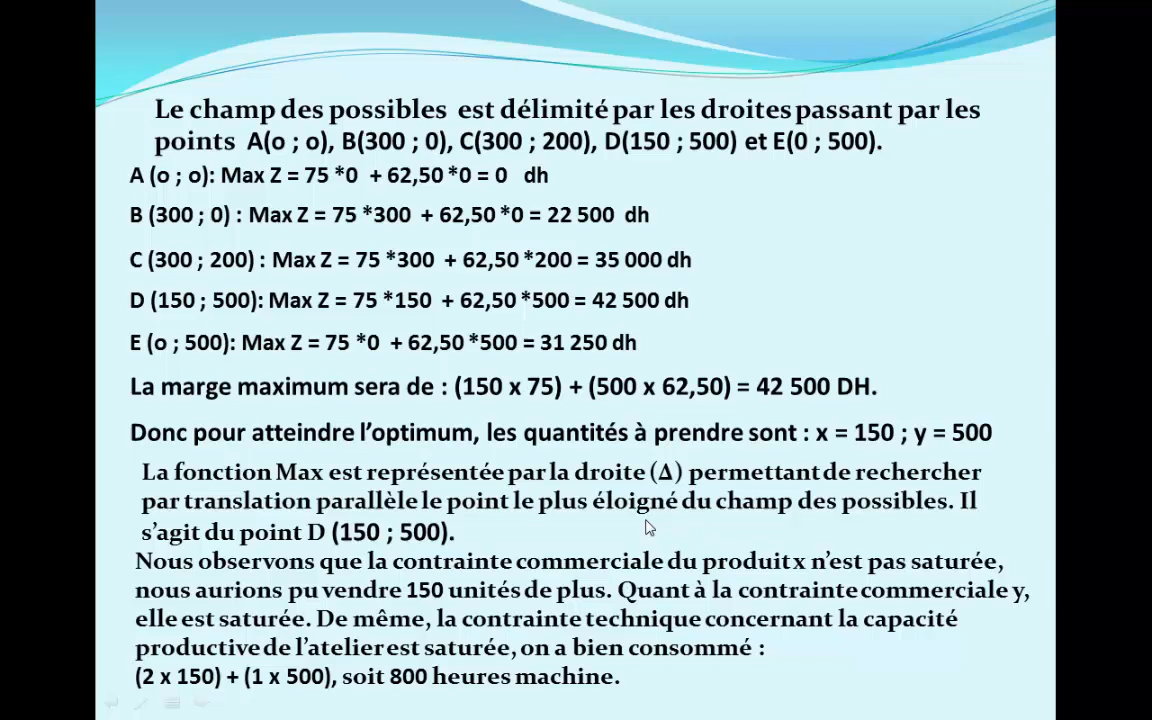 Le champ des possibles est délimité par les droites passant par les
points A(o ; o), B(300 ; 0), C(300 ; 200), D(150 ; 500) et E(0 ; 500).
A (o ; o): Max Z = 75 *0 + 62,50 *0 = 0 dh
B (300 ; 0) : Max Z = 75 *300 + 62,50 *0 = 22 500 dh
C (300 ; 200) : Max Z = 75 *300 + 62,50 *200 = 35 000 dh
D (150 ; 500): Max Z = 75 *150 + 62,50 *500 = 42 500 dh
E (o ; 500): Max Z = 75 *0 + 62,50 *500 = 31 250 dh
La marge maximum sera de : (150 x 75) + (500 x 62,50) = 42 500 DH.
Donc pour atteindre l’optimum, les quantités à prendre sont : x = 150 ; y = 500
La fonction Max est représentée par la droite (Δ) permettant de rechercher
par translation parallèle le point le plus éloigné du champ des possibles. Il
s’agit du point D (150 ; 500).
Nous observons que la contrainte commerciale du produit x n’est pas saturée,
nous aurions pu vendre 150 unités de plus. Quant à la contrainte commerciale y,
elle est saturée. De même, la contrainte technique concernant la capacité
productive de l’atelier est saturée, on a bien consommé :
(2 x 150) + (1 x 500), soit 800 heures machine.